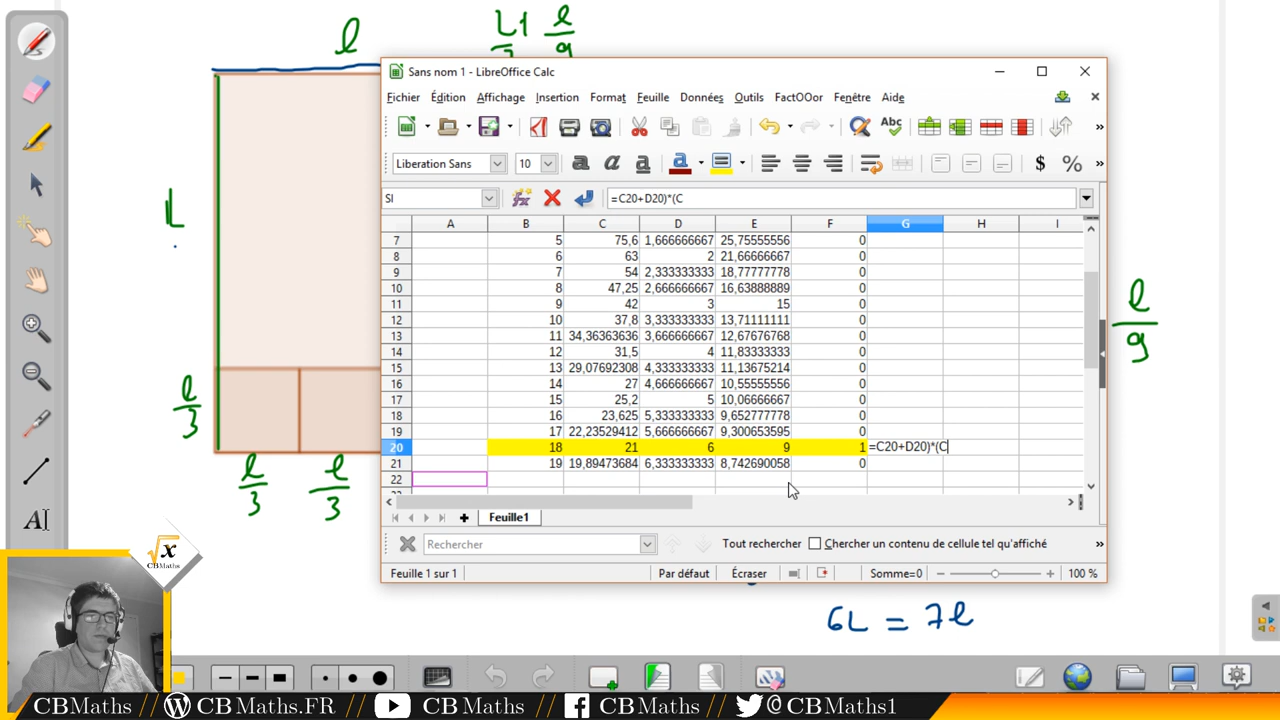 l
L1 l
9
Sans nom 1 - LibreOffice Calc
Fichier Édition Affichage Insertion Format Feuille Données Outils FactOOor Fenêtre Aide
Abc
Liberation Sans 10 a a a a $ %
SI fx =C20+D20)*(C
A B C D E F G H I
7 5 75,6 1,666666667 25,75555556 0
8 6 63 2 21,66666667 0
9 7 54 2,333333333 18,77777778 0
10 8 47,25 2,666666667 16,63888889 0
11 9 42 3 15 0
12 10 37,8 3,333333333 13,71111111 0
13 11 34,36363636 3,666666667 12,67676768 0
14 12 31,5 4 11,83333333 0
15 13 29,07692308 4,333333333 11,13675214 0
16 14 27 4,666666667 10,55555556 0
17 15 25,2 5 10,06666667 0
18 16 23,625 5,333333333 9,652777778 0
19 17 22,23529412 5,666666667 9,300653595 0
20 18 21 6 9 1 =C20+D20)*(C
21 19 19,89473684 6,333333333 8,742690058 0
22
Feuille1
Rechercher Tout rechercher Chercher un contenu de cellule tel qu'affiché
Feuille 1 sur 1 Par défaut Écraser Somme=0 100 %
L
l
3
l
3
l
3
l
9
6L = 7l
AI
√x
CBMaths
CBMaths CBMaths.FR CBMaths CBMaths @CBMaths1